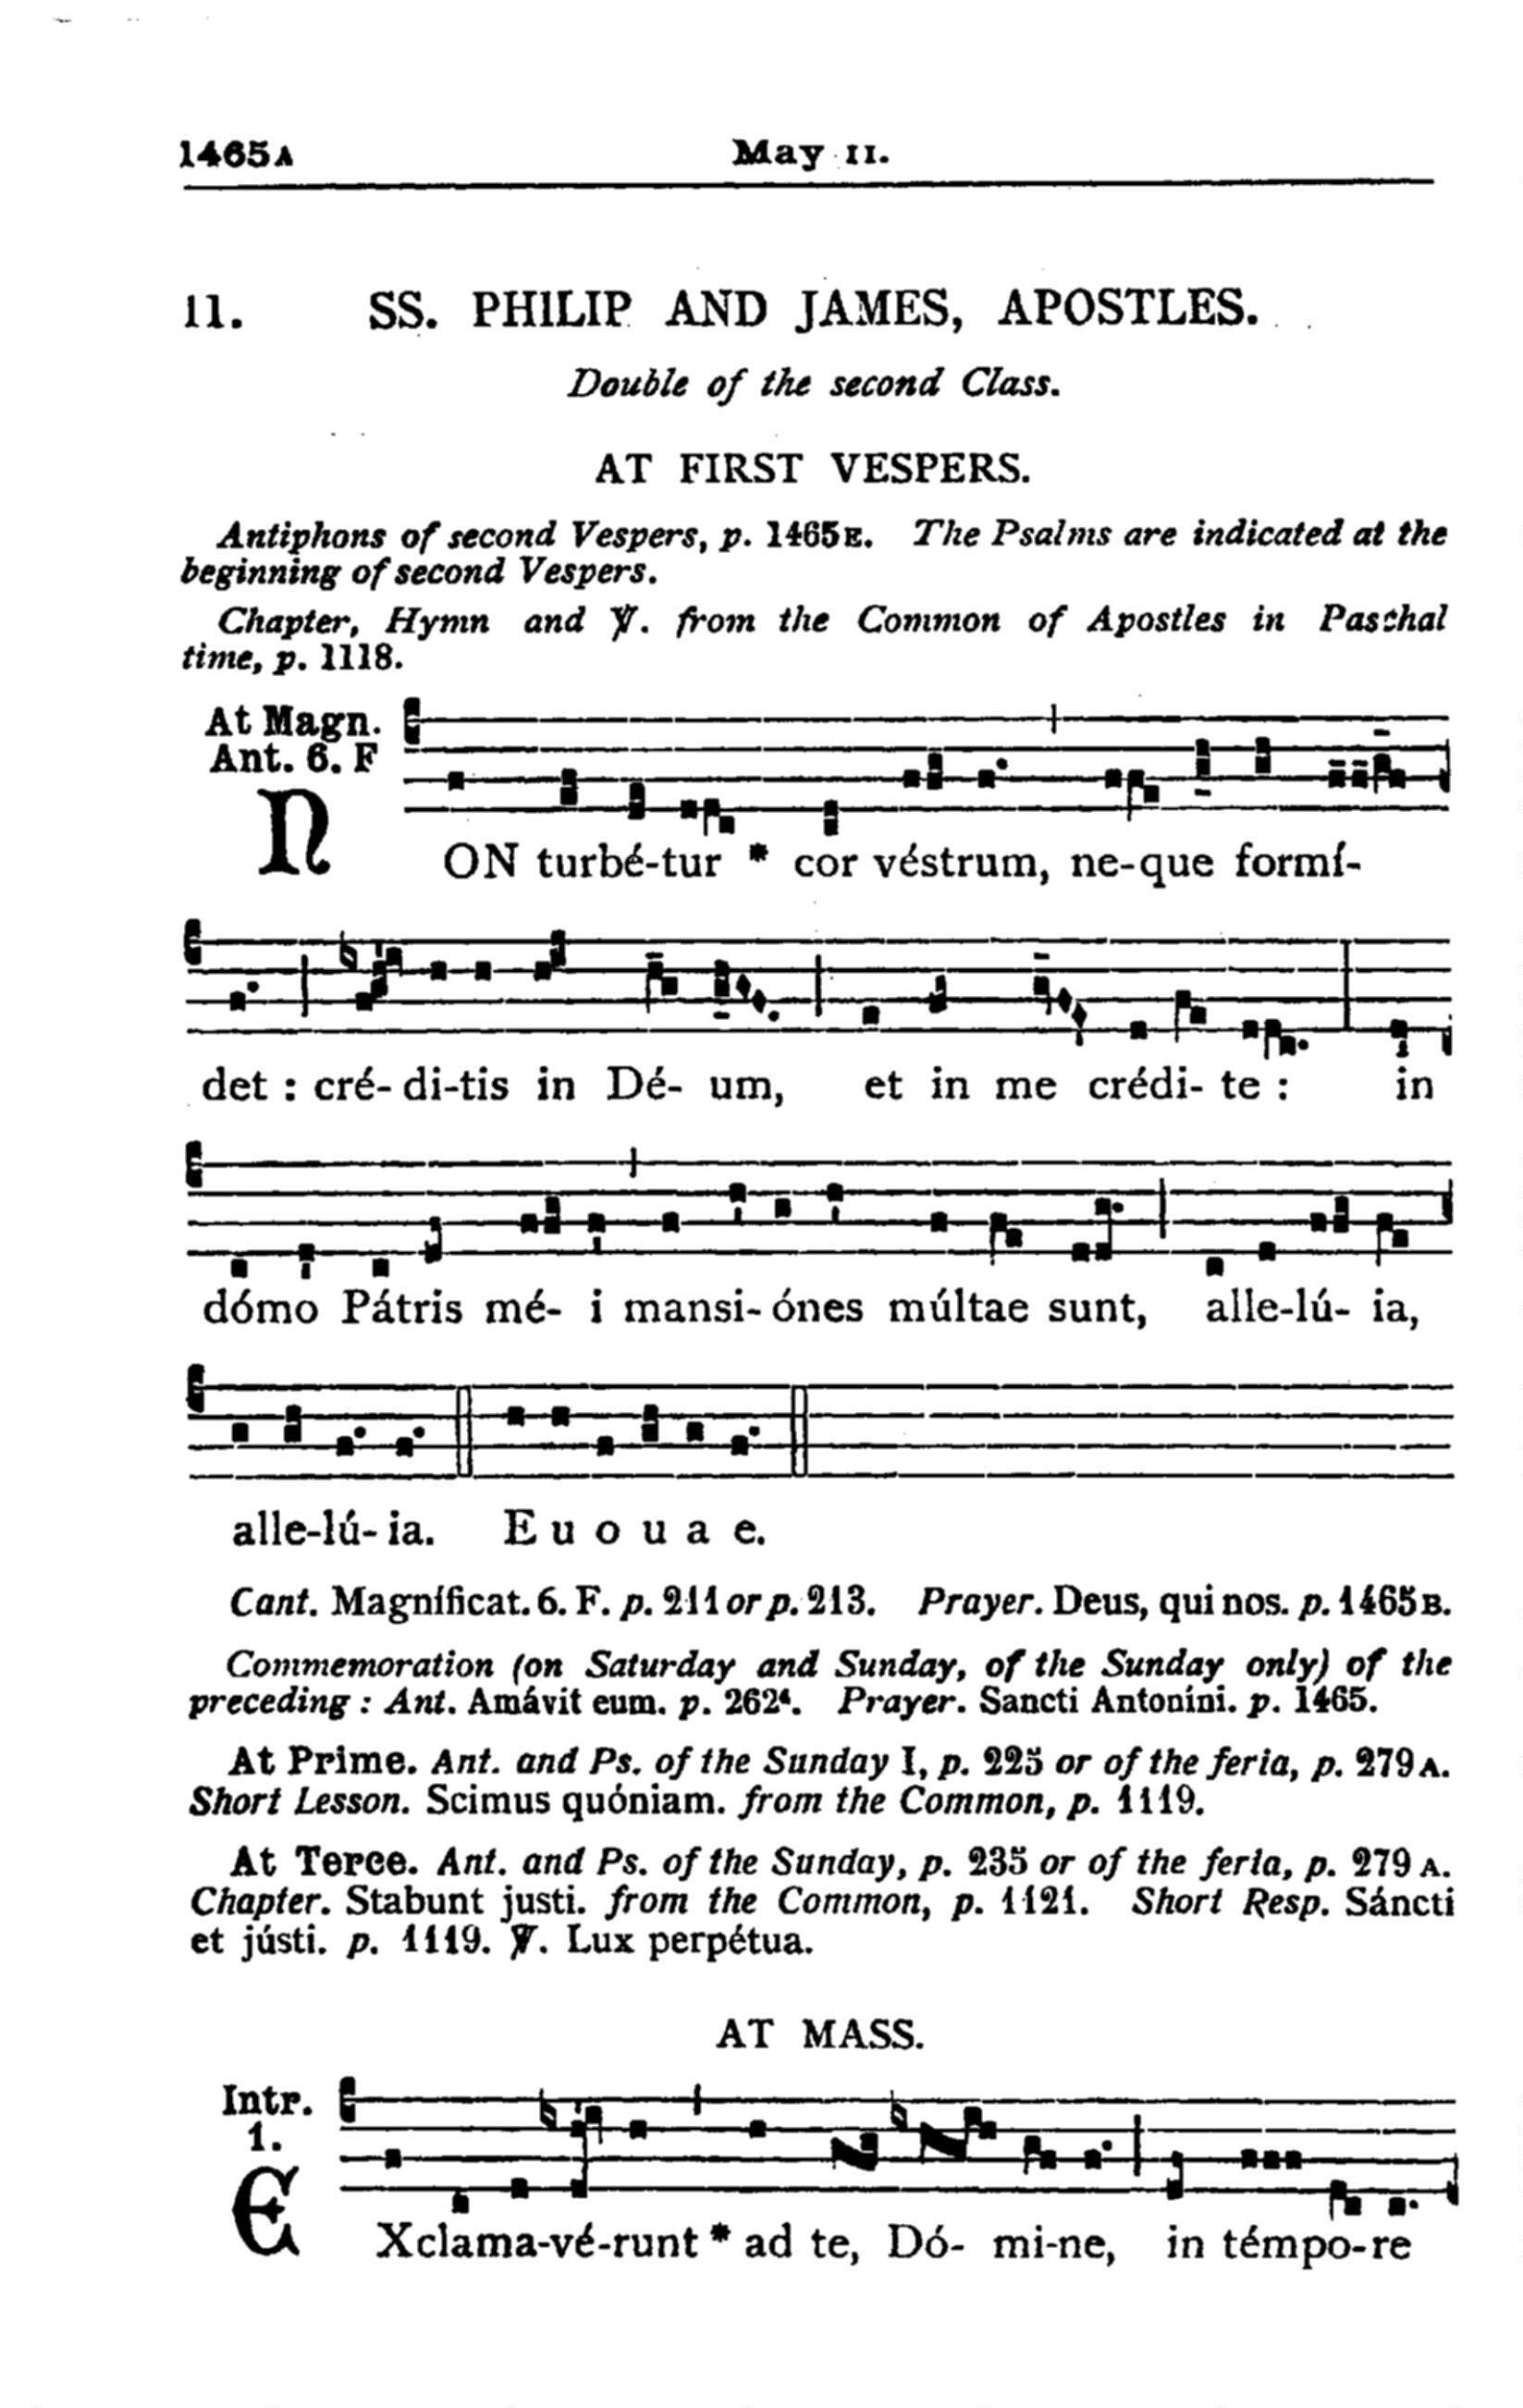 1465A May 11.
11. SS. PHILIP AND JAMES, APOSTLES.
Double of the second Class.
AT FIRST VESPERS.
Antiphons of second Vespers, p. 1465E. The Psalms are indicated at the
beginning of second Vespers.
Chapter, Hymn and ℣. from the Common of Apostles in Paschal
time, p. 1118.
At Magn.
Ant. 6. F
NON turbé-tur * cor véstrum, ne-que formí-
det : cré- di-tis in Dé- um, et in me crédi- te : in
dómo Pátris mé- i mansi- ónes múltae sunt, alle-lú- ia,
alle-lú- ia. E u o u a e.
Cant. Magníficat. 6. F. p. 211 or p. 213. Prayer. Deus, qui nos. p. 1465B.
Commemoration (on Saturday and Sunday, of the Sunday only) of the
preceding : Ant. Amávit eum. p. 262⁴. Prayer. Sancti Antoníni. p. 1465.
At Prime. Ant. and Ps. of the Sunday I, p. 225 or of the feria, p. 279A.
Short Lesson. Scimus quóniam. from the Common, p. 1119.
At Terce. Ant. and Ps. of the Sunday, p. 235 or of the feria, p. 279 A.
Chapter. Stabunt justi. from the Common, p. 1121. Short Resp. Sáncti
et jústi. p. 1119. ℣. Lux perpétua.
AT MASS.
Intr.
1.
EXclama-vé-runt * ad te, Dó- mi-ne, in témpo-re